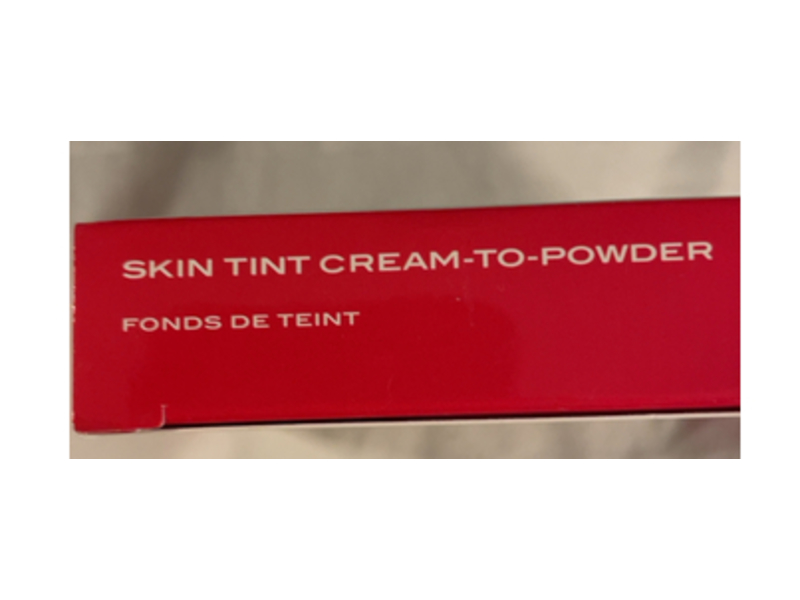 SKIN TINT CREAM-TO-POWDER
FONDS DE TEINT